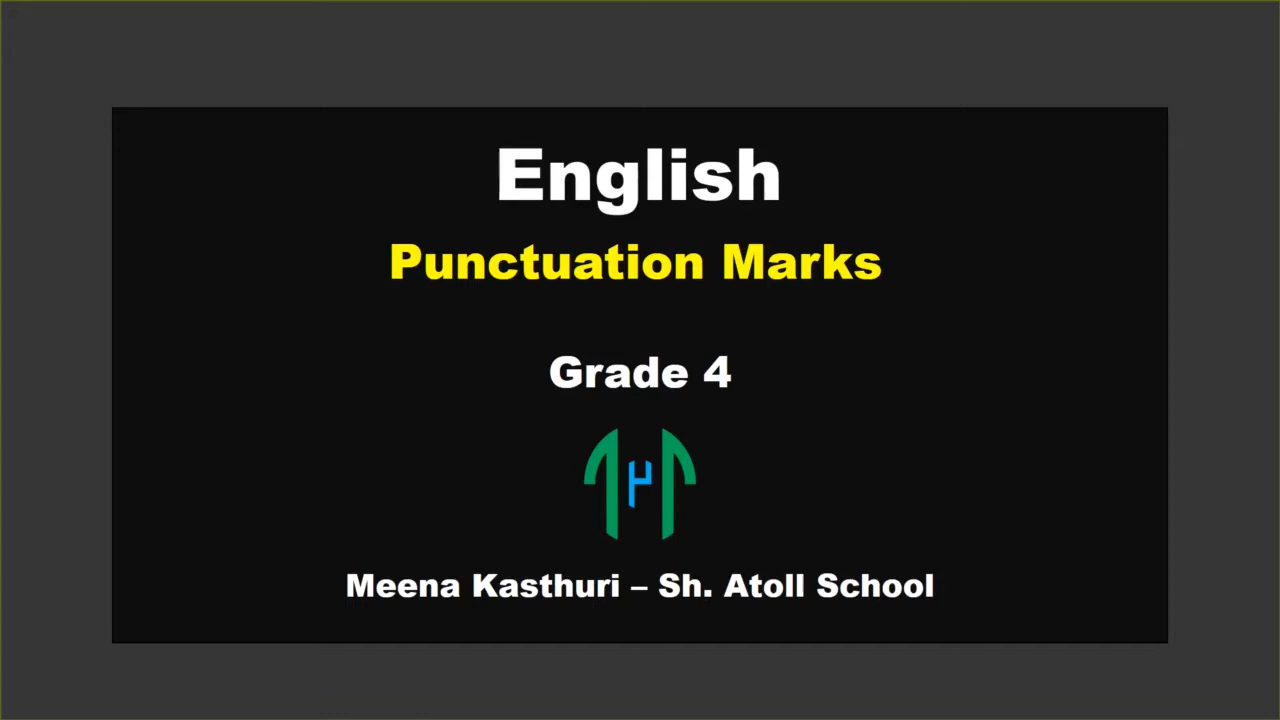 English
Punctuation Marks
Grade 4
Meena Kasthuri – Sh. Atoll School